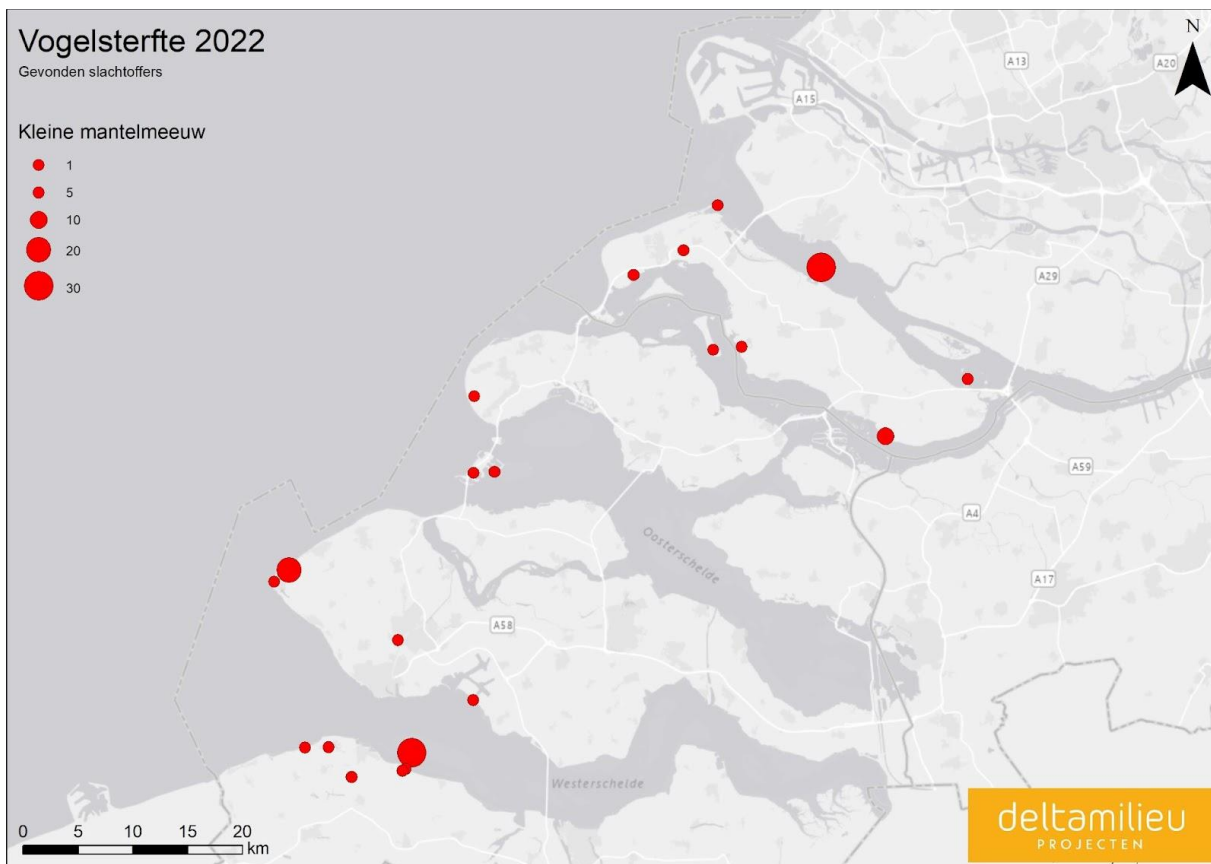 Vogelsterfte 2022
Gevonden slachtoffers
N
Kleine mantelmeeuw
1
5
10
20
30
A13
A20
A15
A29
A59
A4
A17
Oosterschelde
A58
Westerschelde
0 5 10 15 20
km
deltamilieu
PROJECTEN